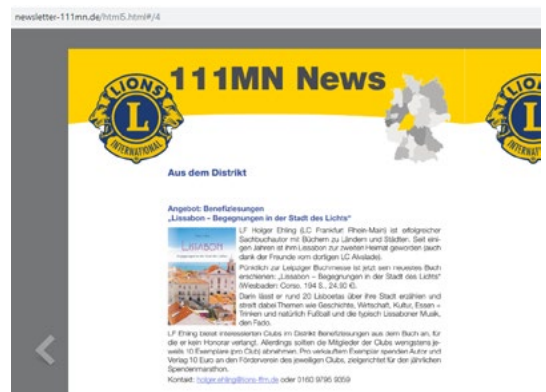 newsletter-111mn.de/html5.html#/4
111MN News
LIONS
L
INTERNATIONAL
Aus dem Distrikt
Angebot: Benefizlesungen
„Lissabon – Begegnungen in der Stadt des Lichts“
LISSABON
LF Holger Ehling (LC Frankfurt Rhein-Main) ist erfolgreicher
Sachbuchautor mit Büchern zu Ländern und Städten. Seit eini-
gen Jahren ist ihm Lissabon zur zweiten Heimat geworden (auch
dank der Freunde vom dortigen LC Alvalade).
Pünktlich zur Leipziger Buchmesse ist jetzt sein neuestes Buch
erschienen: „Lissabon – Begegnungen in der Stadt des Lichts“
(Wiesbaden: Corso, 194 S., 24,90 €).
Darin lässt er rund 20 Lisboetas über ihre Stadt erzählen und
streift dabei Themen wie Geschichte, Wirtschaft, Kultur, Essen +
Trinken und natürlich Fußball und die typisch Lissaboner Musik,
den Fado.
LF Ehling bietet interessierten Clubs im Distrikt Benefizlesungen aus dem Buch an, für
die er kein Honorar verlangt. Allerdings sollten die Mitglieder der Clubs wenigstens je-
weils 10 Exemplare (pro Club) abnehmen. Pro verkauftem Exemplar spenden Autor und
Verlag 10 Euro an den Förderverein des jeweiligen Clubs, zielgerichtet für den jährlichen
Spendenmarathon.
Kontakt: holger.ehling@lions-ffm.de oder 3160 9795 9359